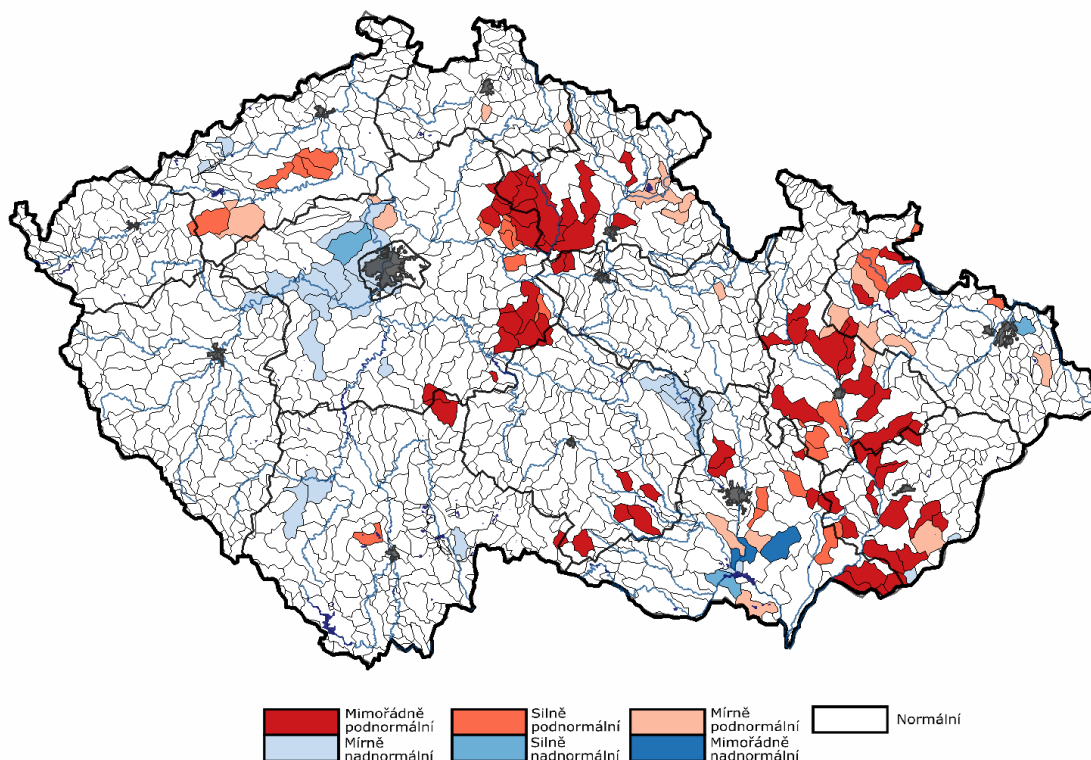 Mimořádně
podnormální
Silně
podnormální
Mírně
podnormální
Normální
Mírně
nadnormální
Silně
nadnormální
Mimořádně
nadnormální